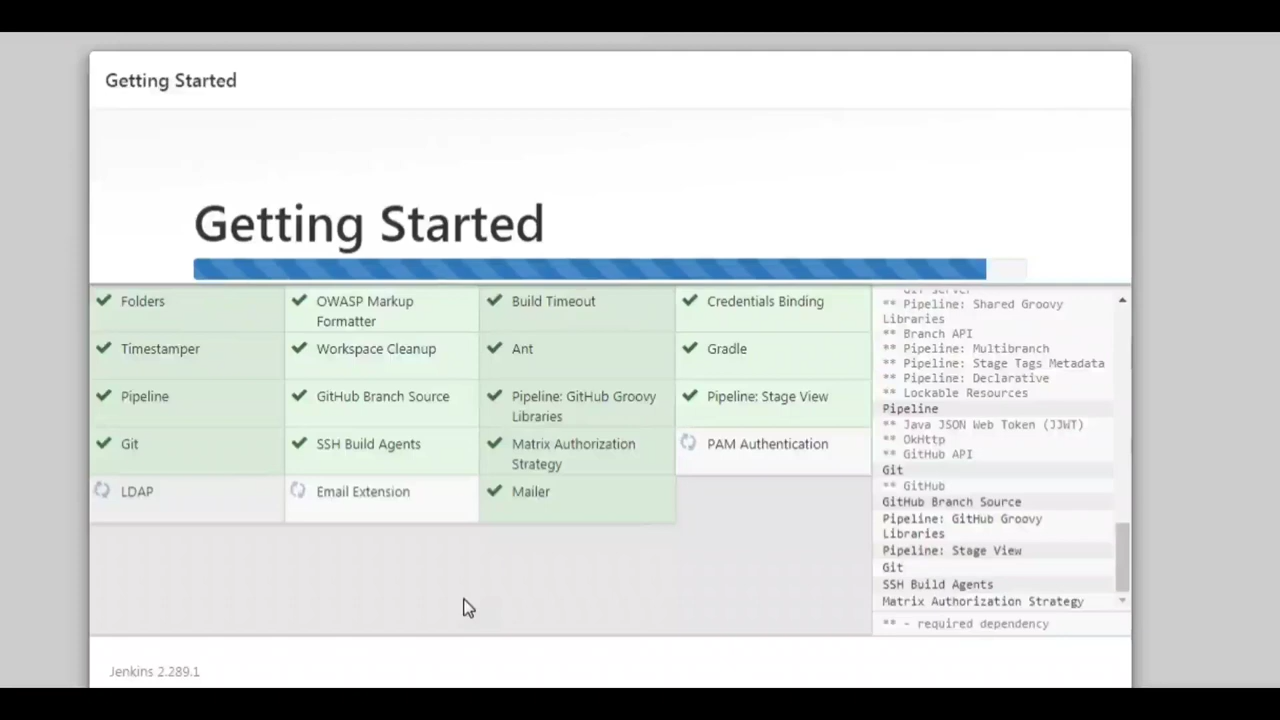 Getting Started
Getting Started
Folders
OWASP Markup
Formatter
Build Timeout
Credentials Binding
Timestamper
Workspace Cleanup
Ant
Gradle
Pipeline
GitHub Branch Source
Pipeline: GitHub Groovy
Libraries
Pipeline: Stage View
Git
SSH Build Agents
Matrix Authorization
Strategy
PAM Authentication
LDAP
Email Extension
Mailer
** Pipeline: Shared Groovy
Libraries
** Branch API
** Pipeline: Multibranch
** Pipeline: Stage Tags Metadata
** Pipeline: Declarative
** Lockable Resources
Pipeline
** Java JSON Web Token (JJWT)
** OkHttp
** GitHub API
Git
** GitHub
GitHub Branch Source
Pipeline: GitHub Groovy
Libraries
Pipeline: Stage View
Git
SSH Build Agents
Matrix Authorization Strategy
** - required dependency
Jenkins 2.289.1